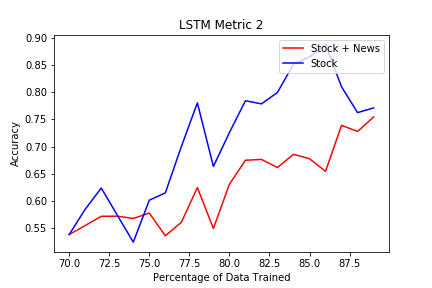 LSTM Metric 2
Stock + News
Stock
Accuracy
0.90
0.85
0.80
0.75
0.70
0.65
0.60
0.55
70.0 72.5 75.0 77.5 80.0 82.5 85.0 87.5
Percentage of Data Trained